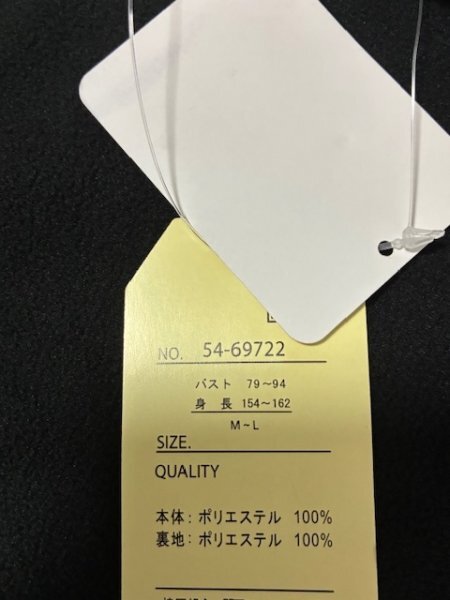 NO. 54-69722
バスト 79～94
身 長 154～162
M～L
SIZE.
QUALITY
本体：ポリエステル 100%
裏地：ポリエステル 100%